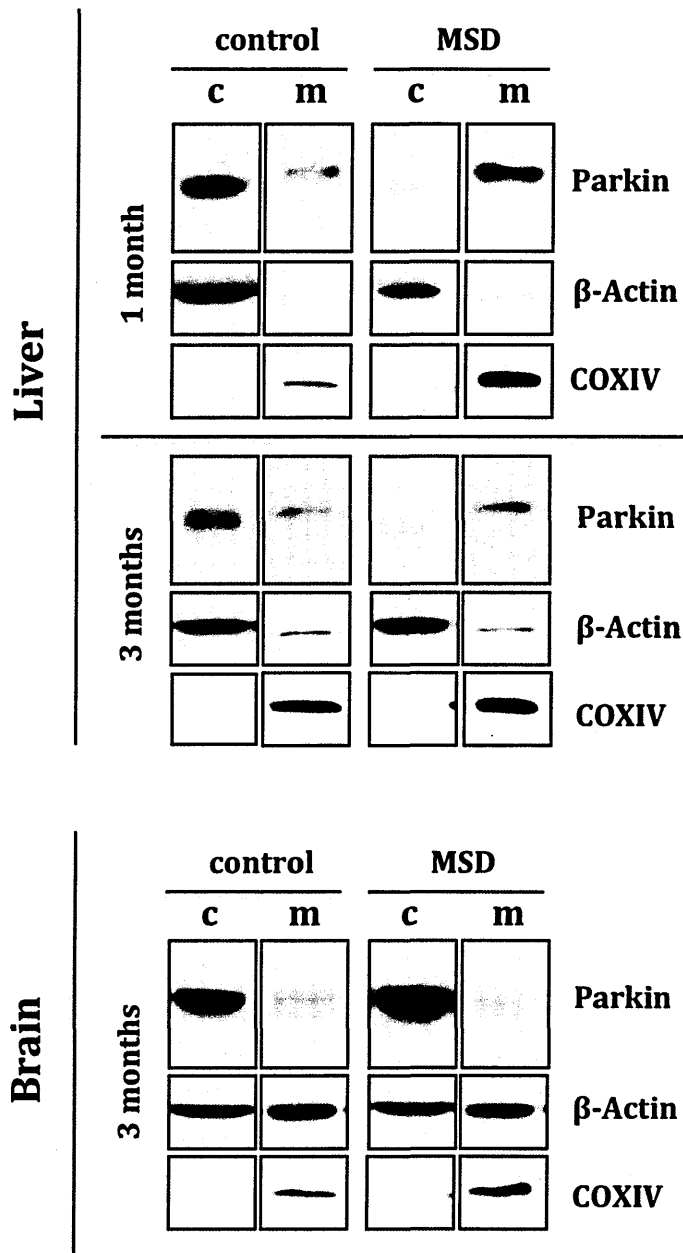 control MSD
c m c m
Liver
1 month
Parkin
β-Actin
COXIV
3 months
Parkin
β-Actin
COXIV
control MSD
c m c m
Brain
3 months
Parkin
β-Actin
COXIV